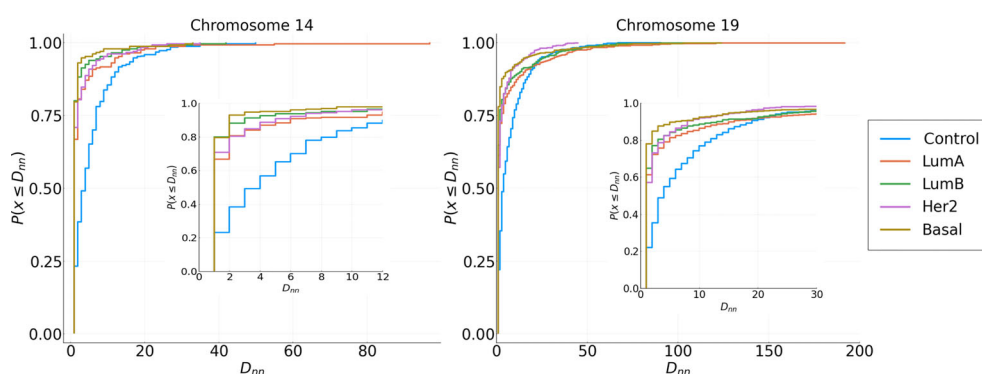 Chromosome 14
1.00
0.75
0.50
0.25
0.00
P(x ≤ Dnn)
0 20 40 60 80
Dnn
1.0
0.8
0.6
0.4
0.2
0.0
P(x ≤ Dnn)
0 2 4 6 8 10 12
Dnn
Chromosome 19
1.00
0.75
0.50
0.25
0.00
P(x ≤ Dnn)
0 50 100 150 200
Dnn
1.0
0.8
0.6
0.4
0.2
0.0
P(x ≤ Dnn)
0 10 20 30
Dnn
Control
LumA
LumB
Her2
Basal